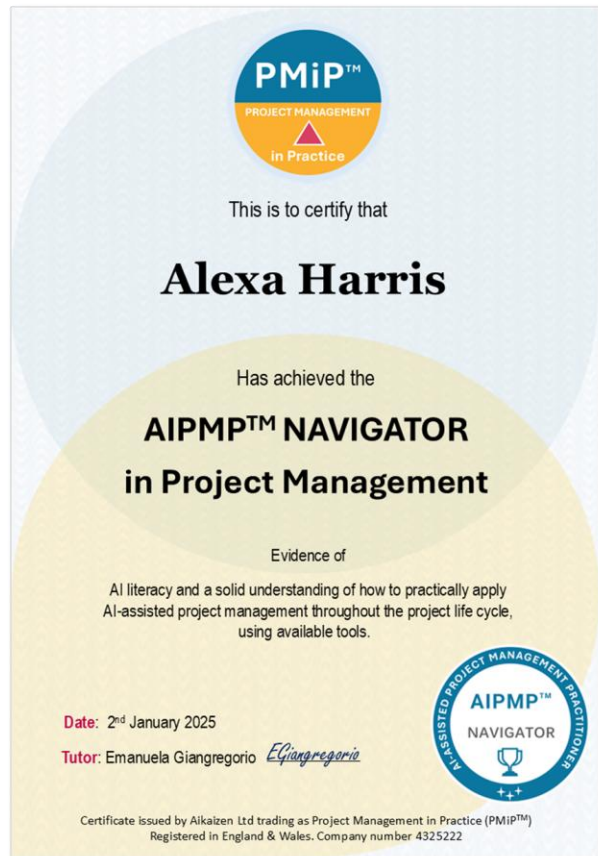 PMiP™
PROJECT MANAGEMENT
in Practice
This is to certify that
Alexa Harris
Has achieved the
AIPMP™ NAVIGATOR
in Project Management
Evidence of
AI literacy and a solid understanding of how to practically apply
AI-assisted project management throughout the project life cycle,
using available tools.
AI-ASSISTED PROJECT MANAGEMENT PRACTITIONER
AIPMP™
NAVIGATOR
Date: 2nd January 2025
Tutor: Emanuela Giangregorio EGiangregorio
Certificate issued by Aikaizen Ltd trading as Project Management in Practice (PMiP™)
Registered in England & Wales. Company number 4325222